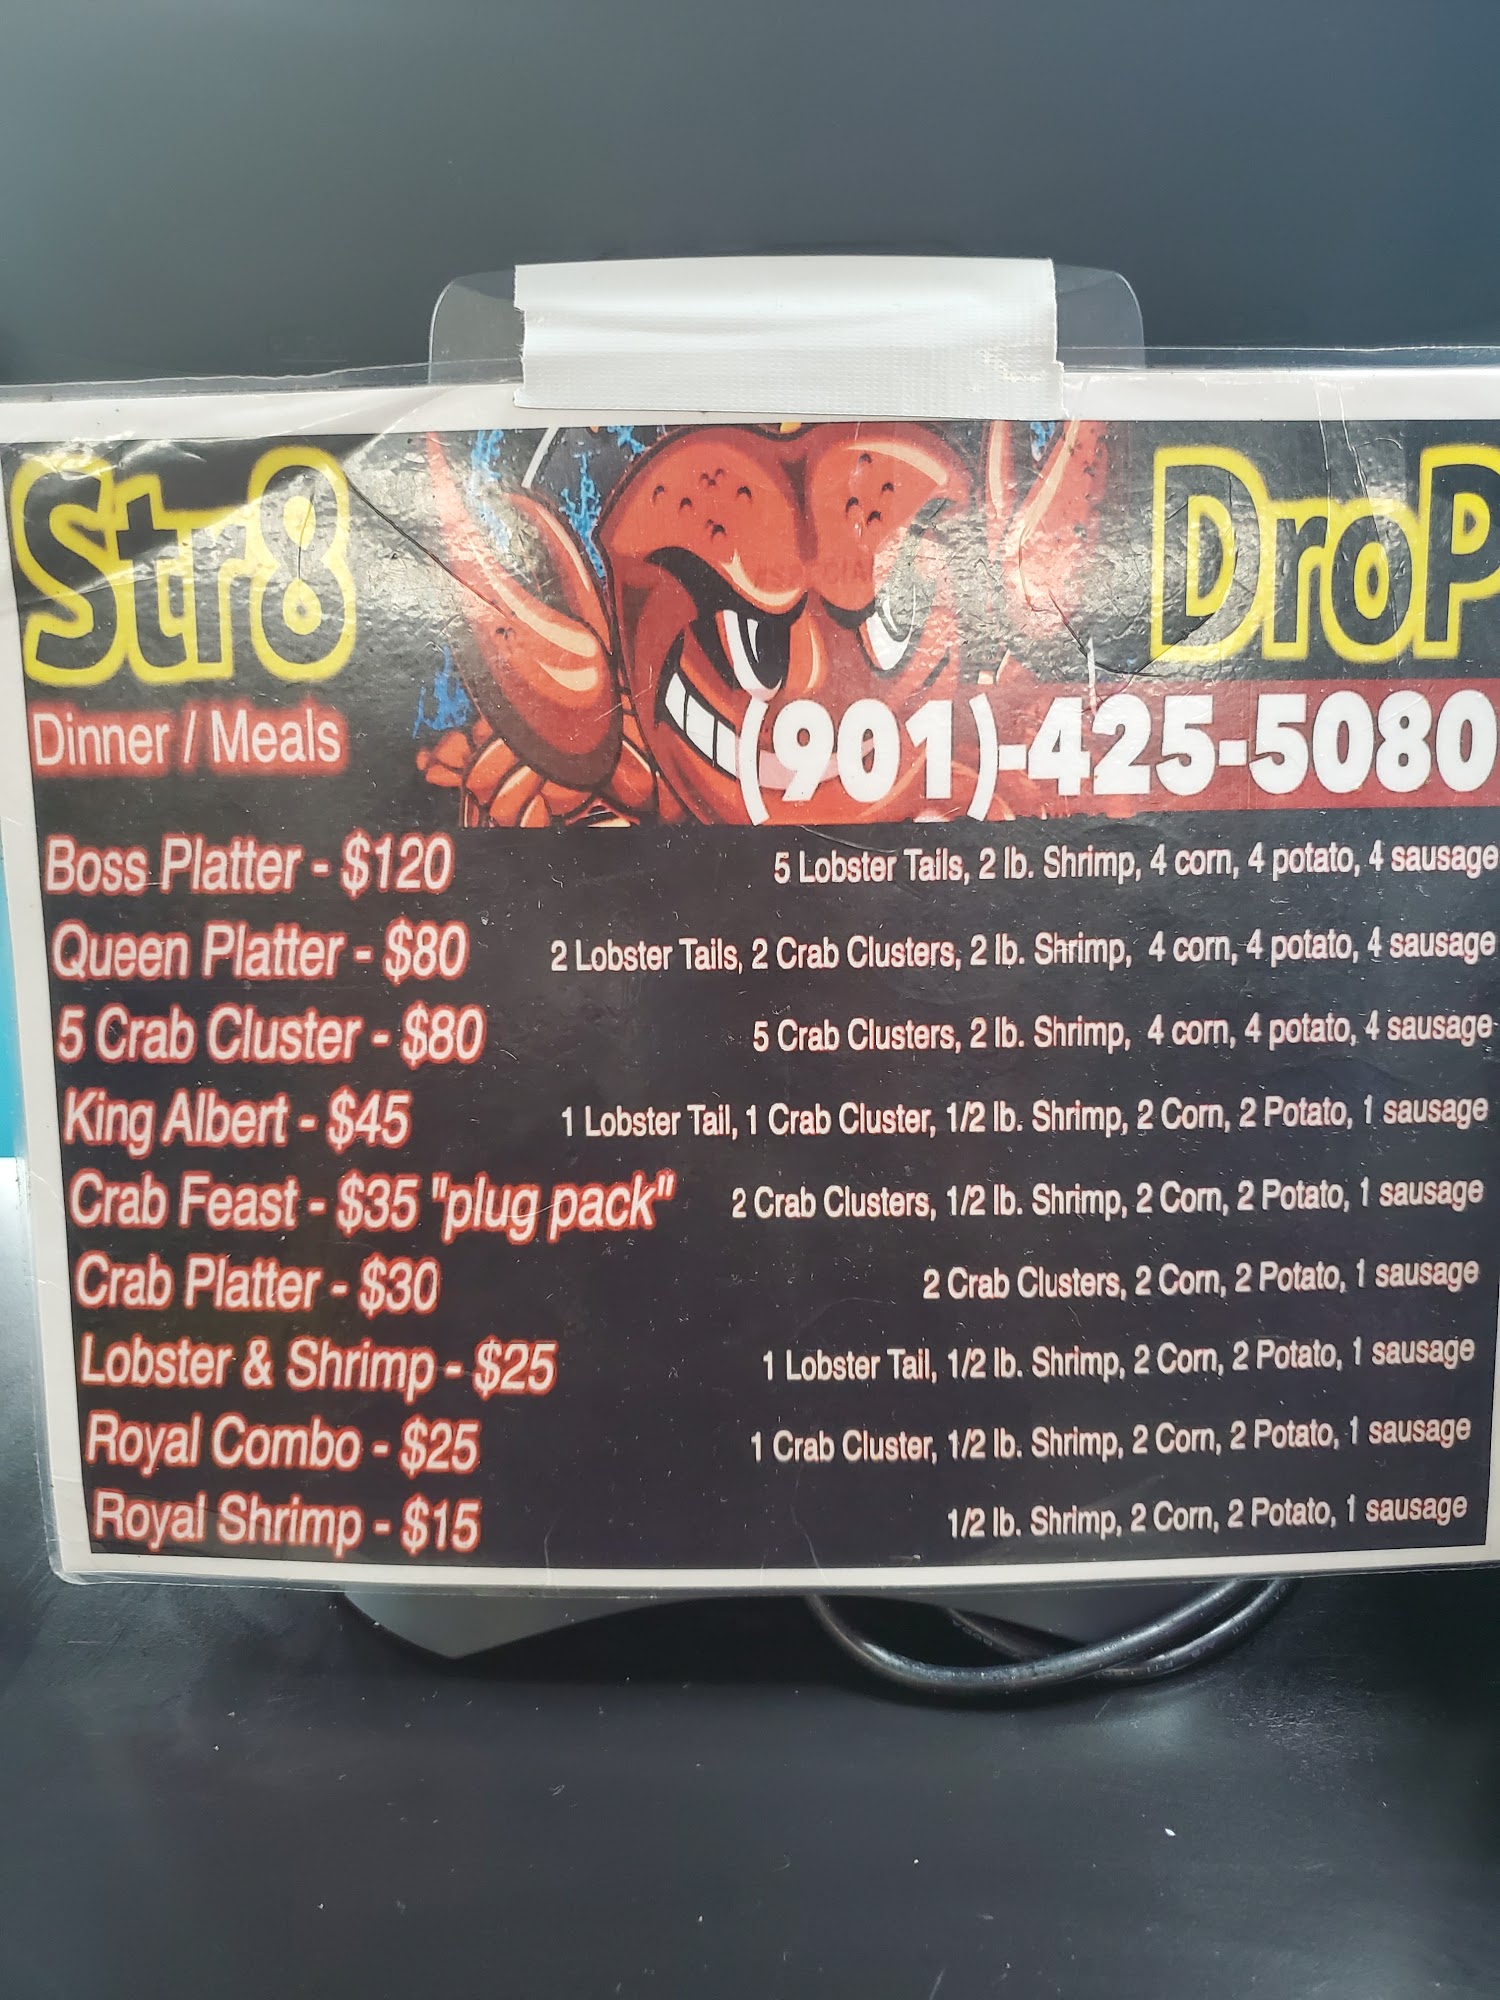 Str8 DroP
Dinner / Meals (901)-425-5080
Boss Platter - $120 5 Lobster Tails, 2 lb. Shrimp, 4 corn, 4 potato, 4 sausage
Queen Platter - $80 2 Lobster Tails, 2 Crab Clusters, 2 lb. Shrimp, 4 corn, 4 potato, 4 sausage
5 Crab Cluster - $80 5 Crab Clusters, 2 lb. Shrimp, 4 corn, 4 potato, 4 sausage
King Albert - $45 1 Lobster Tail, 1 Crab Cluster, 1/2 lb. Shrimp, 2 Corn, 2 Potato, 1 sausage
Crab Feast - $35 "plug pack" 2 Crab Clusters, 1/2 lb. Shrimp, 2 Corn, 2 Potato, 1 sausage
Crab Platter - $30 2 Crab Clusters, 2 Corn, 2 Potato, 1 sausage
Lobster & Shrimp - $25 1 Lobster Tail, 1/2 lb. Shrimp, 2 Corn, 2 Potato, 1 sausage
Royal Combo - $25 1 Crab Cluster, 1/2 lb. Shrimp, 2 Corn, 2 Potato, 1 sausage
Royal Shrimp - $15 1/2 lb. Shrimp, 2 Corn, 2 Potato, 1 sausage